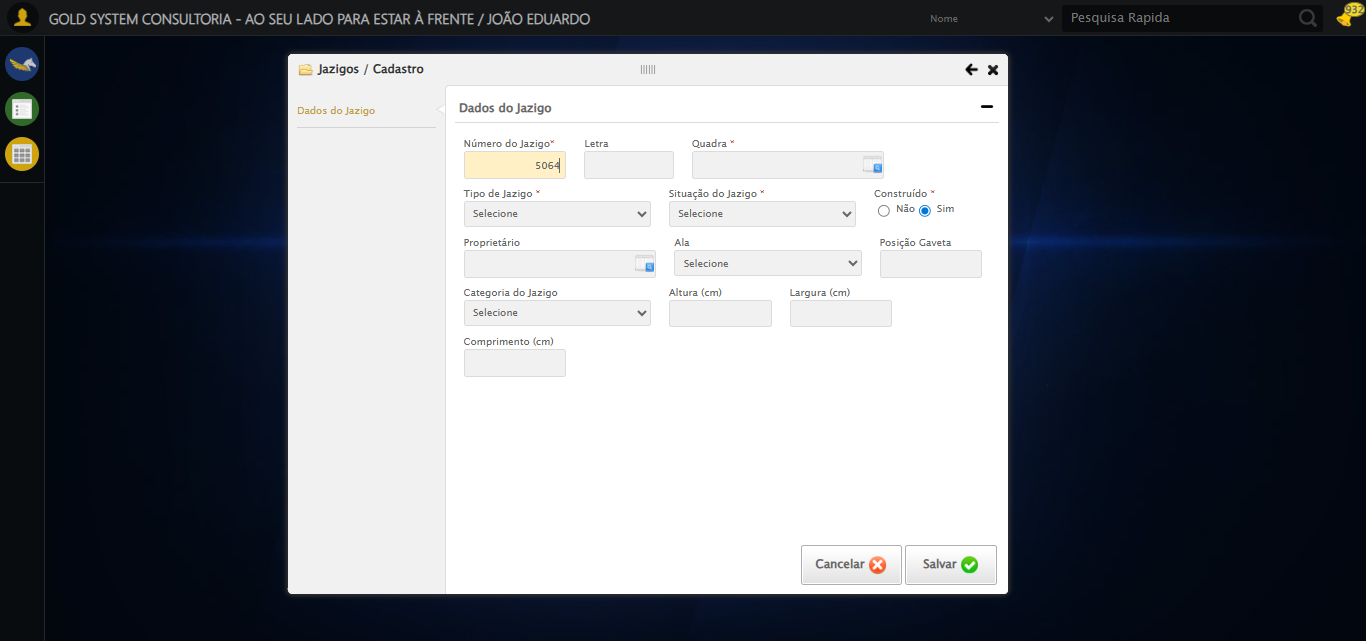 GOLD SYSTEM CONSULTORIA - AO SEU LADO PARA ESTAR À FRENTE / JOÃO EDUARDO
Nome
Pesquisa Rapida
932
Jazigos / Cadastro
Dados do Jazigo
Dados do Jazigo
Número do Jazigo*
Letra
Quadra *
5064
Tipo de Jazigo *
Situação do Jazigo *
Construído *
Selecione
Selecione
Não
Sim
Proprietário
Ala
Posição Gaveta
Selecione
Categoria do Jazigo
Altura (cm)
Largura (cm)
Selecione
Comprimento (cm)
Cancelar
Salvar